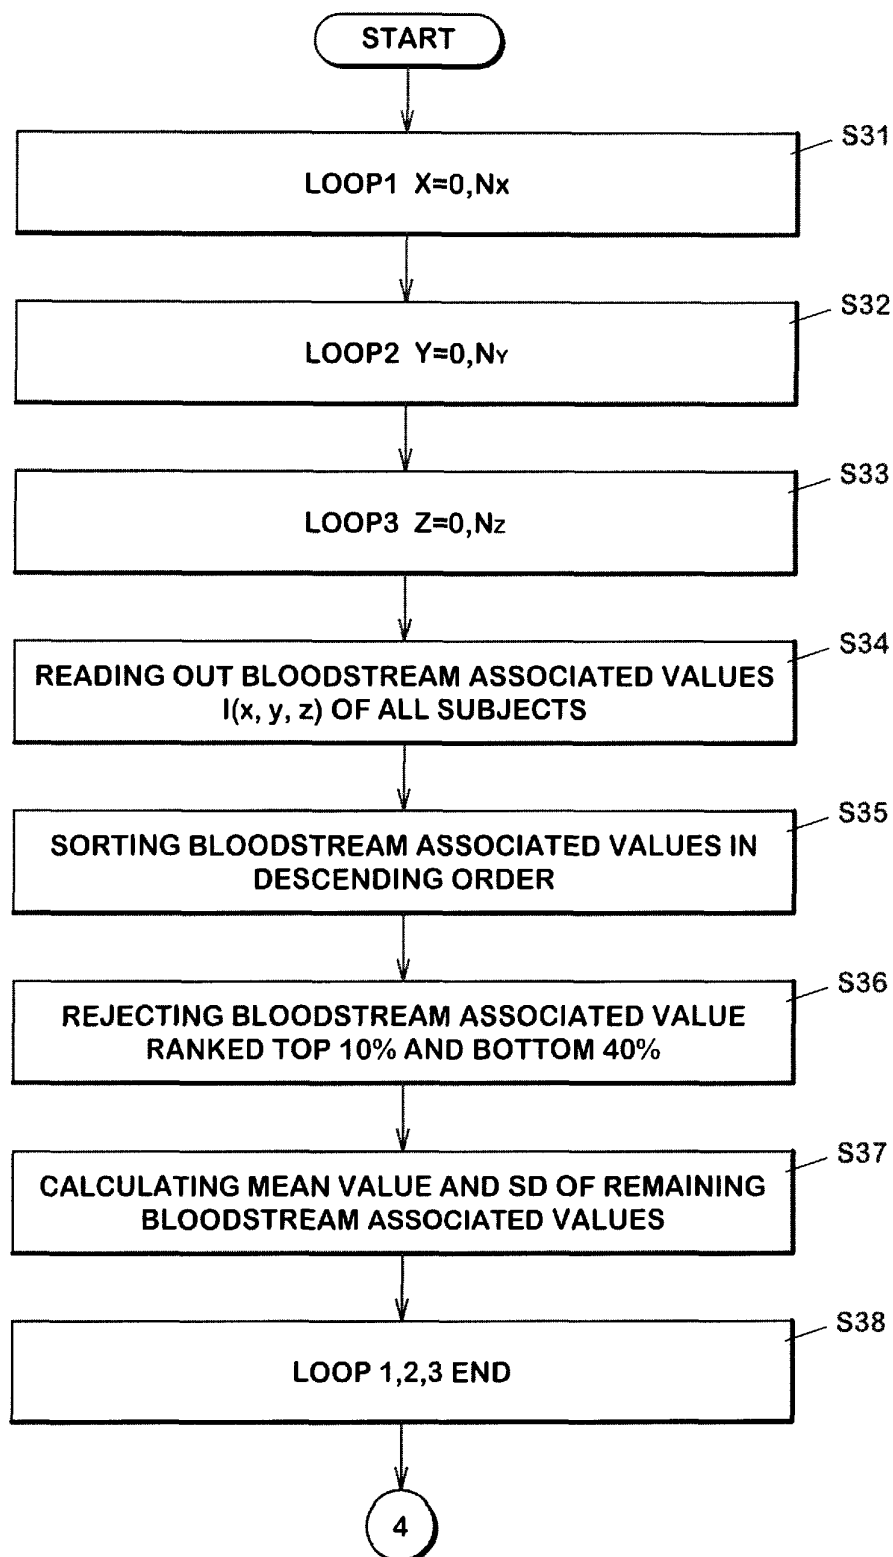 START
S31
LOOP1 X=0,Nx
S32
LOOP2 Y=0,NY
S33
LOOP3 Z=0,Nz
S34
READING OUT BLOODSTREAM ASSOCIATED VALUES
I(x, y, z) OF ALL SUBJECTS
S35
SORTING BLOODSTREAM ASSOCIATED VALUES IN
DESCENDING ORDER
S36
REJECTING BLOODSTREAM ASSOCIATED VALUE
RANKED TOP 10% AND BOTTOM 40%
S37
CALCULATING MEAN VALUE AND SD OF REMAINING
BLOODSTREAM ASSOCIATED VALUES
S38
LOOP 1,2,3 END
4